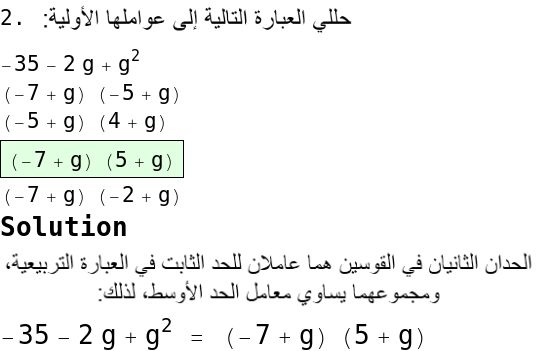 2. حللي العبارة التالية إلى عواملها الأولية:
-35 - 2 g + g²
(-7 + g) (-5 + g)
(-5 + g) (4 + g)
(-7 + g) (5 + g)
(-7 + g) (-2 + g)
Solution
الحدان الثانيان في القوسين هما عاملان للحد الثابت في العبارة التربيعية،
ومجموعهما يساوي معامل الحد الأوسط، لذلك:
-35 - 2 g + g² = (-7 + g) (5 + g)